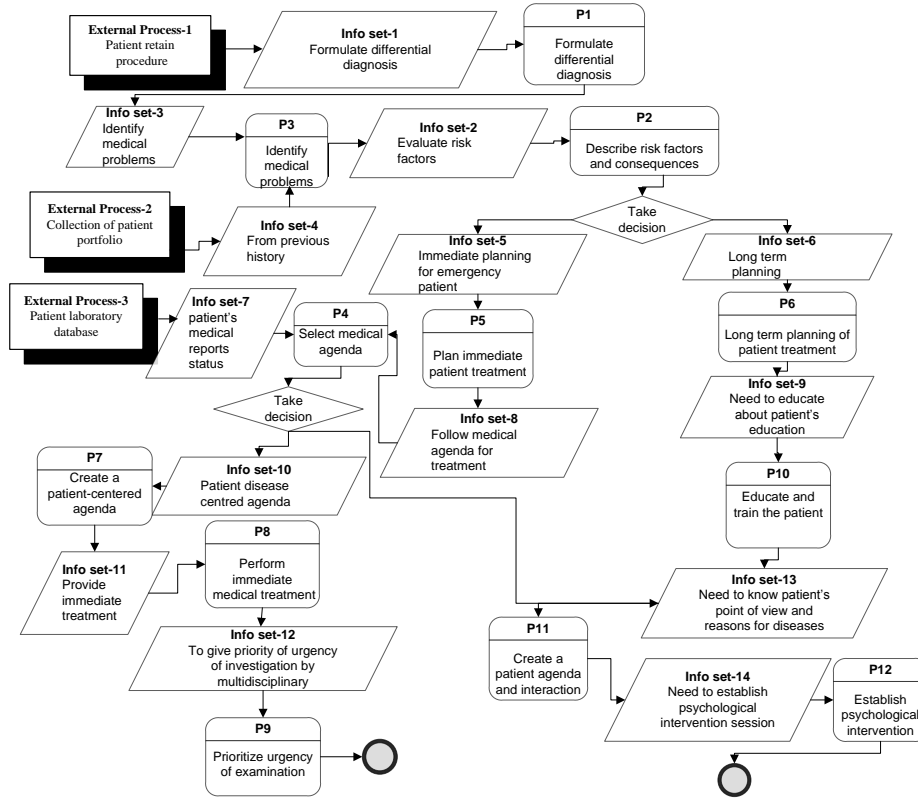 External Process-1
Patient retain
procedure
Info set-1
Formulate differential
diagnosis
P1
Formulate
differential
diagnosis
Info set-3
Identify
medical
problems
P3
Identify
medical
problems
Info set-2
Evaluate risk
factors
P2
Describe risk factors
and consequences
External Process-2
Collection of patient
portfolio
Info set-4
From previous
history
Take
decision
Info set-5
Immediate planning
for emergency
patient
Info set-6
Long term
planning
External Process-3
Patient laboratory
database
Info set-7
patient's
medical
reports
status
P4
Select medical
agenda
P5
Plan immediate
patient treatment
P6
Long term planning of
patient treatment
Take
decision
Info set-8
Follow medical
agenda for
treatment
Info set-9
Need to educate
about patient's
education
P7
Create a
patient-centered
agenda
Info set-10
Patient disease
centred agenda
P10
Educate and
train the patient
Info set-11
Provide
immediate
treatment
P8
Perform
immediate
medical treatment
Info set-13
Need to know patient's
point of view and
reasons for diseases
Info set-12
To give priority of urgency
of investigation by
multidisciplinary
P11
Create a
patient agenda
and interaction
Info set-14
Need to establish
psychological
intervention session
P12
Establish
psychological
intervention
P9
Prioritize urgency
of examination